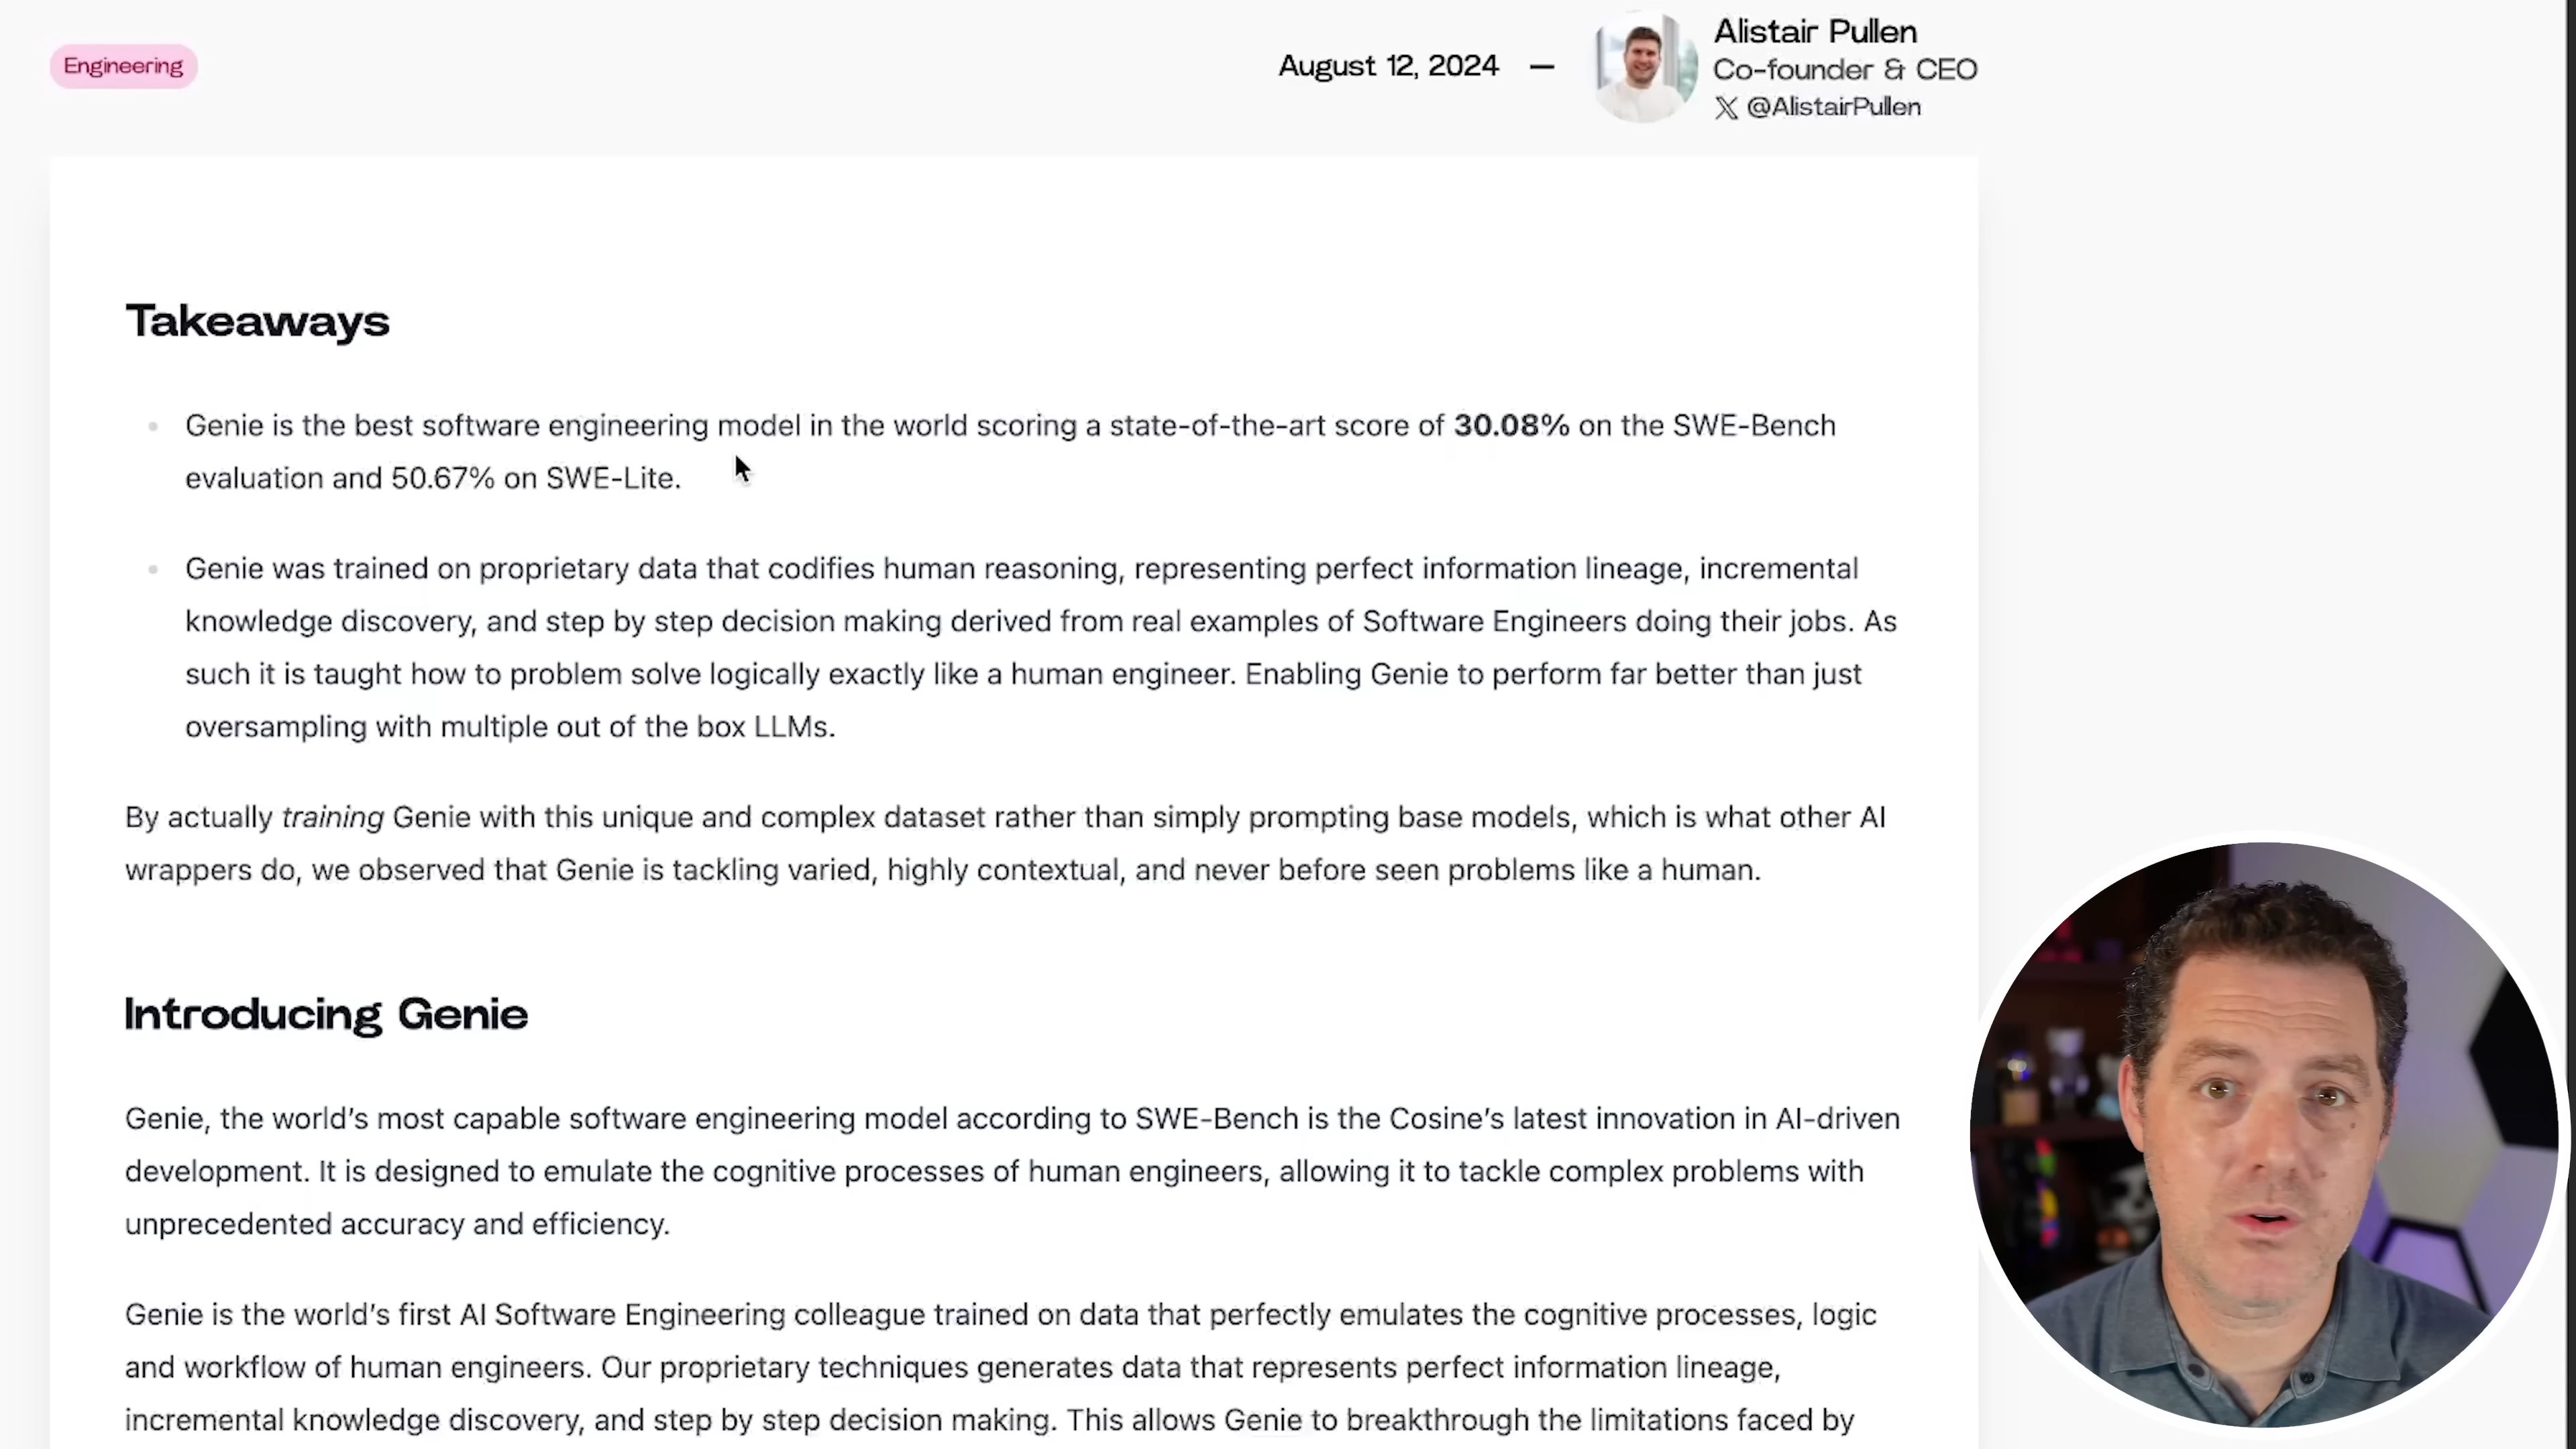 Engineering
August 12, 2024 —
Alistair Pullen
Co-founder & CEO
@AlistairPullen
Takeaways
Genie is the best software engineering model in the world scoring a state-of-the-art score of 30.08% on the SWE-Bench
evaluation and 50.67% on SWE-Lite.
Genie was trained on proprietary data that codifies human reasoning, representing perfect information lineage, incremental
knowledge discovery, and step by step decision making derived from real examples of Software Engineers doing their jobs. As
such it is taught how to problem solve logically exactly like a human engineer. Enabling Genie to perform far better than just
oversampling with multiple out of the box LLMs.
By actually training Genie with this unique and complex dataset rather than simply prompting base models, which is what other AI
wrappers do, we observed that Genie is tackling varied, highly contextual, and never before seen problems like a human.
Introducing Genie
Genie, the world’s most capable software engineering model according to SWE-Bench is the Cosine’s latest innovation in AI-driven
development. It is designed to emulate the cognitive processes of human engineers, allowing it to tackle complex problems with
unprecedented accuracy and efficiency.
Genie is the world’s first AI Software Engineering colleague trained on data that perfectly emulates the cognitive processes, logic
and workflow of human engineers. Our proprietary techniques generates data that represents perfect information lineage,
incremental knowledge discovery, and step by step decision making. This allows Genie to breakthrough the limitations faced by